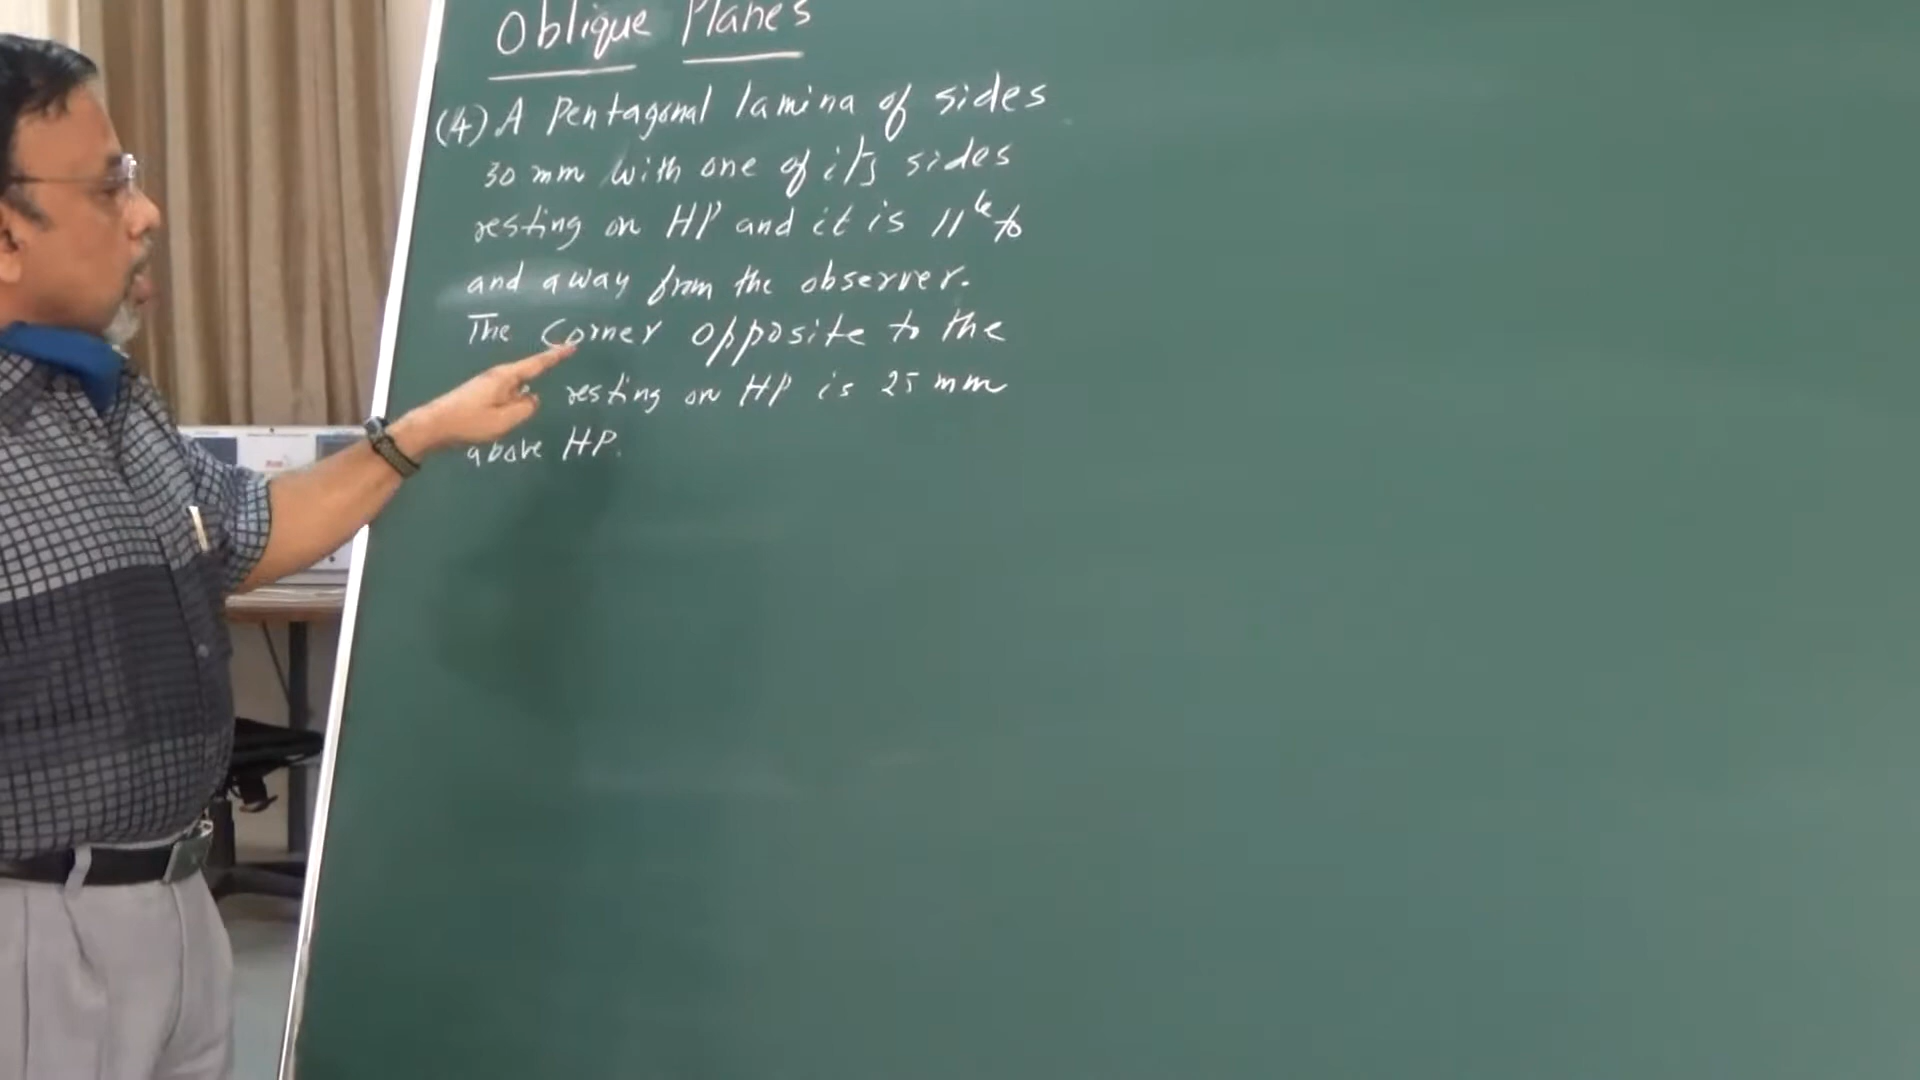 Oblique Planes
(4) A Pentagonal lamina of sides
30 mm with one of its sides
resting on HP and it is 11le to
and away from the observer.
The corner opposite to the
resting on HP is 25 mm
above HP.